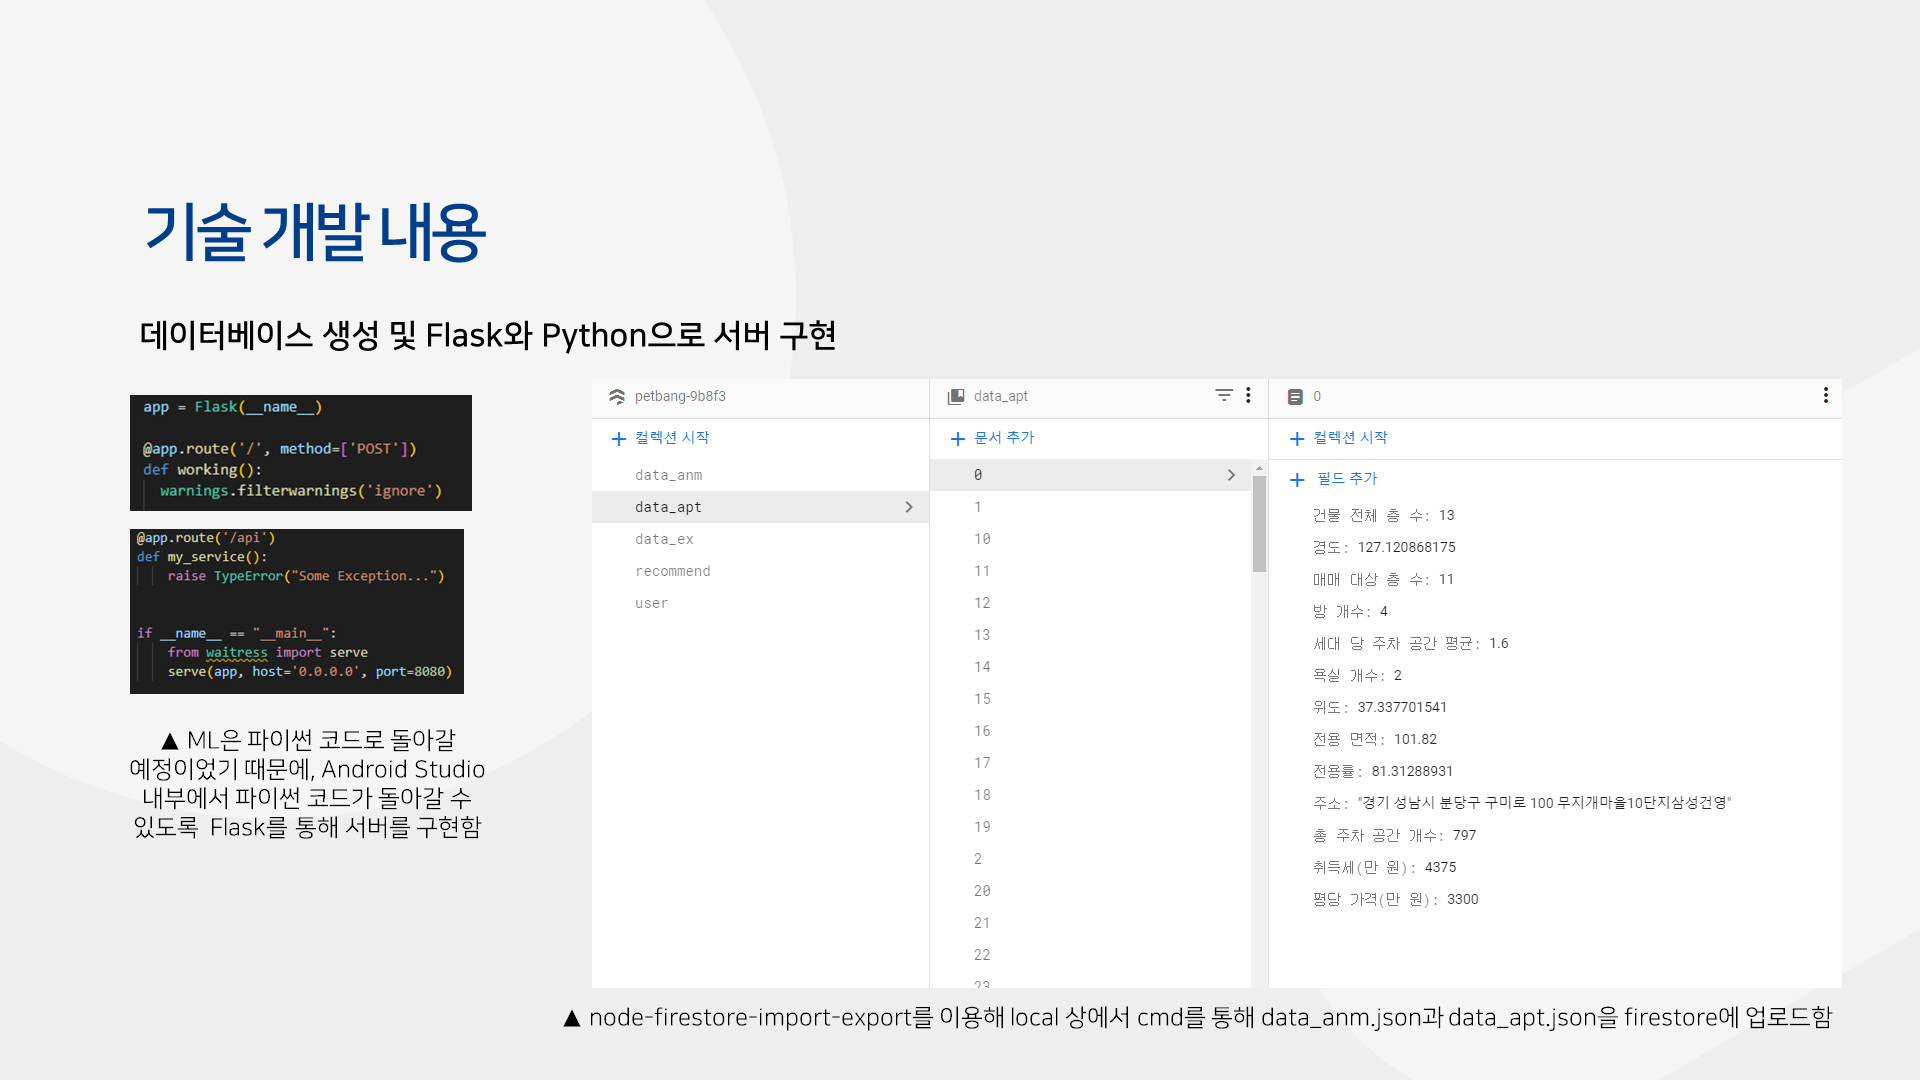 기술 개발 내용
데이터베이스 생성 및 Flask와 Python으로 서버 구현
app = Flask(__name__)
@app.route('/', method=['POST'])
def working():
warnings.filterwarnings('ignore')
@app.route('/api')
def my_service():
raise TypeError("Some Exception...")
if __name__ == "__main__":
from waitress import serve
serve(app, host='0.0.0.0', port=8080)
▲ ML은 파이썬 코드로 돌아갈
예정이었기 때문에, Android Studio
내부에서 파이썬 코드가 돌아갈 수
있도록 Flask를 통해 서버를 구현함
petbang-9b8f3
+ 컬렉션 시작
data_anm
data_apt
data_ex
recommend
user
data_apt
+ 문서 추가
0
1
10
11
12
13
14
15
16
17
18
19
2
20
21
22
23
0
+ 컬렉션 시작
+ 필드 추가
건물 전체 층 수: 13
경도: 127.120868175
매매 대상 층 수: 11
방 개수: 4
세대 당 주차 공간 평균: 1.6
욕실 개수: 2
위도: 37.337701541
전용 면적: 101.82
전용률: 81.31288931
주소: "경기 성남시 분당구 구미로 100 무지개마을10단지삼성건영"
총 주차 공간 개수: 797
취득세(만 원): 4375
평당 가격(만 원): 3300
▲ node-firestore-import-export를 이용해 local 상에서 cmd를 통해 data_anm.json과 data_apt.json을 firestore에 업로드함